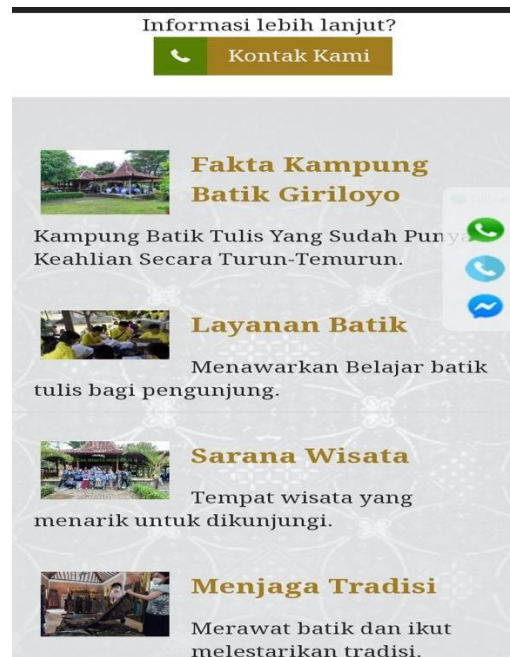 Informasi lebih lanjut?
Kontak Kami
Fakta Kampung
Batik Giriloyo
Kampung Batik Tulis Yang Sudah Punya
Keahlian Secara Turun-Temurun.
Layanan Batik
Menawarkan Belajar batik
tulis bagi pengunjung.
Sarana Wisata
Tempat wisata yang
menarik untuk dikunjungi.
Menjaga Tradisi
Merawat batik dan ikut
melestarikan tradisi.